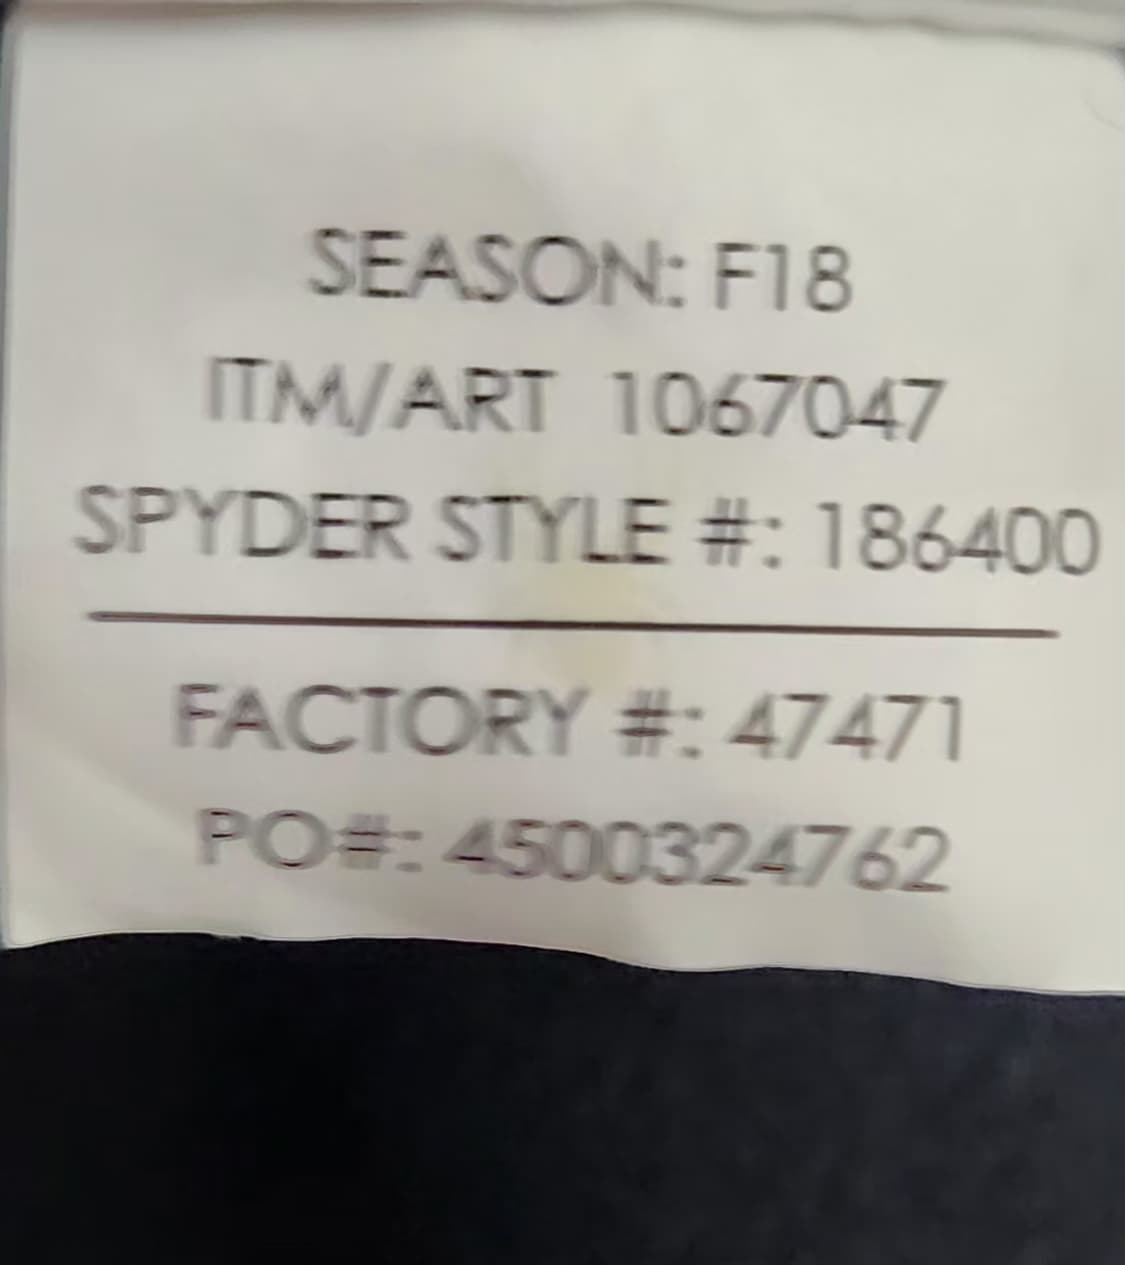 SEASON: F18
ITM/ART 1067047
SPYDER STYLE #: 186400
FACTORY #: 47471
PO#: 4500324762